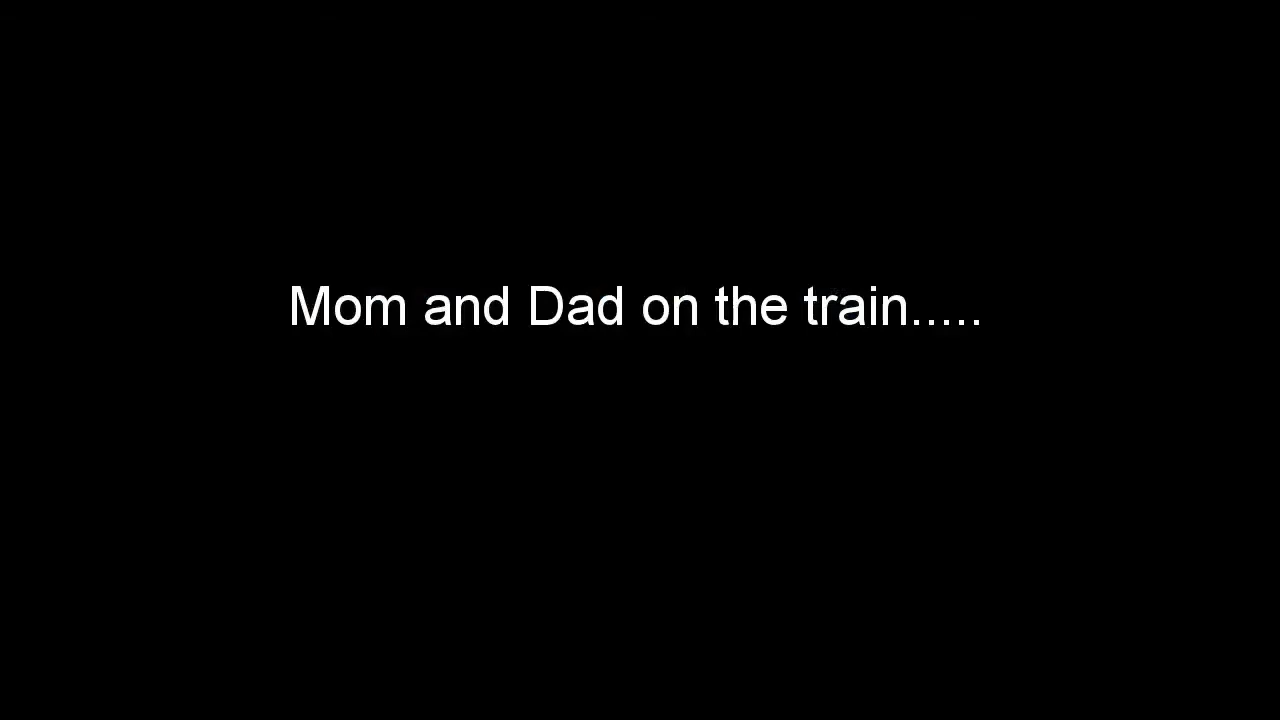 Mom and Dad on the train.....